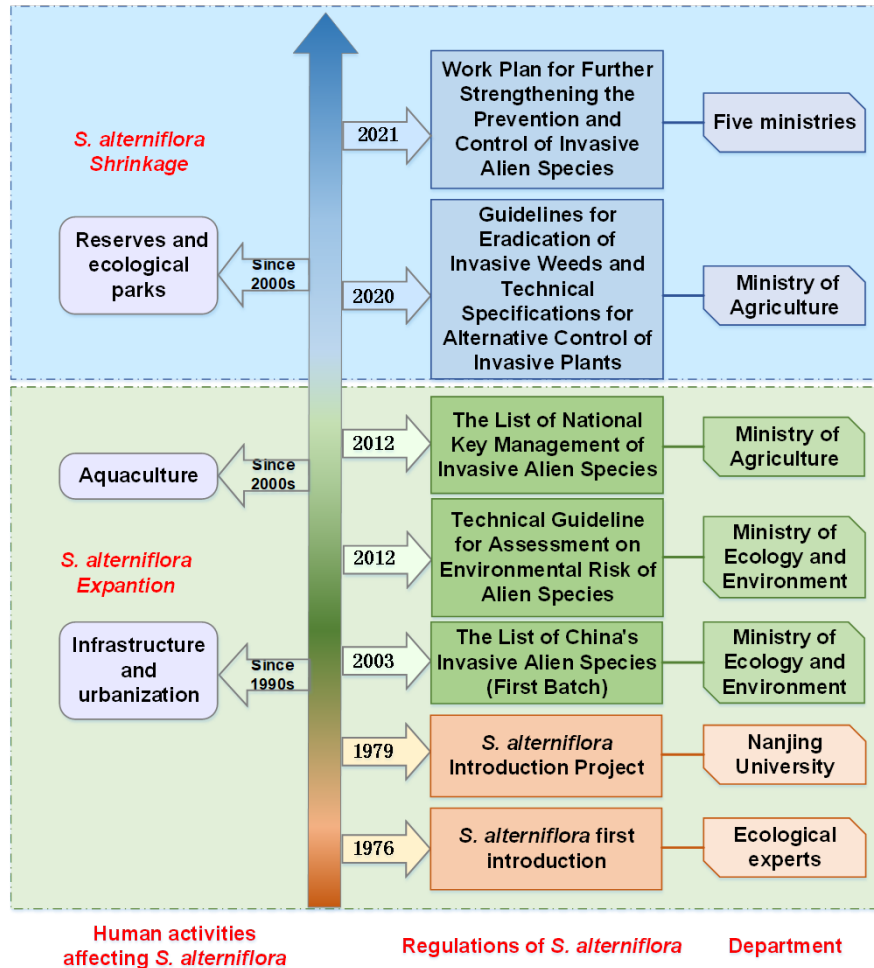 Work Plan for Further
Strengthening the
Prevention and
Control of Invasive
Alien Species
2021
Five ministries
S. alterniflora
Shrinkage
Reserves and
ecological
parks
Since
2000s
Guidelines for
Eradication of
Invasive Weeds and
Technical
Specifications for
Alternative Control of
Invasive Plants
2020
Ministry of
Agriculture
The List of National
Key Management of
Invasive Alien Species
2012
Ministry of
Agriculture
Aquaculture
Since
2000s
Technical Guideline
for Assessment on
Environmental Risk of
Alien Species
2012
Ministry of
Ecology and
Environment
S. alterniflora
Expantion
Infrastructure
and
urbanization
Since
1990s
The List of China's
Invasive Alien Species
(First Batch)
2003
Ministry of
Ecology and
Environment
1979
S. alterniflora
Introduction Project
Nanjing
University
1976
S. alterniflora first
introduction
Ecological
experts
Human activities
affecting S. alterniflora
Regulations of S. alterniflora
Department